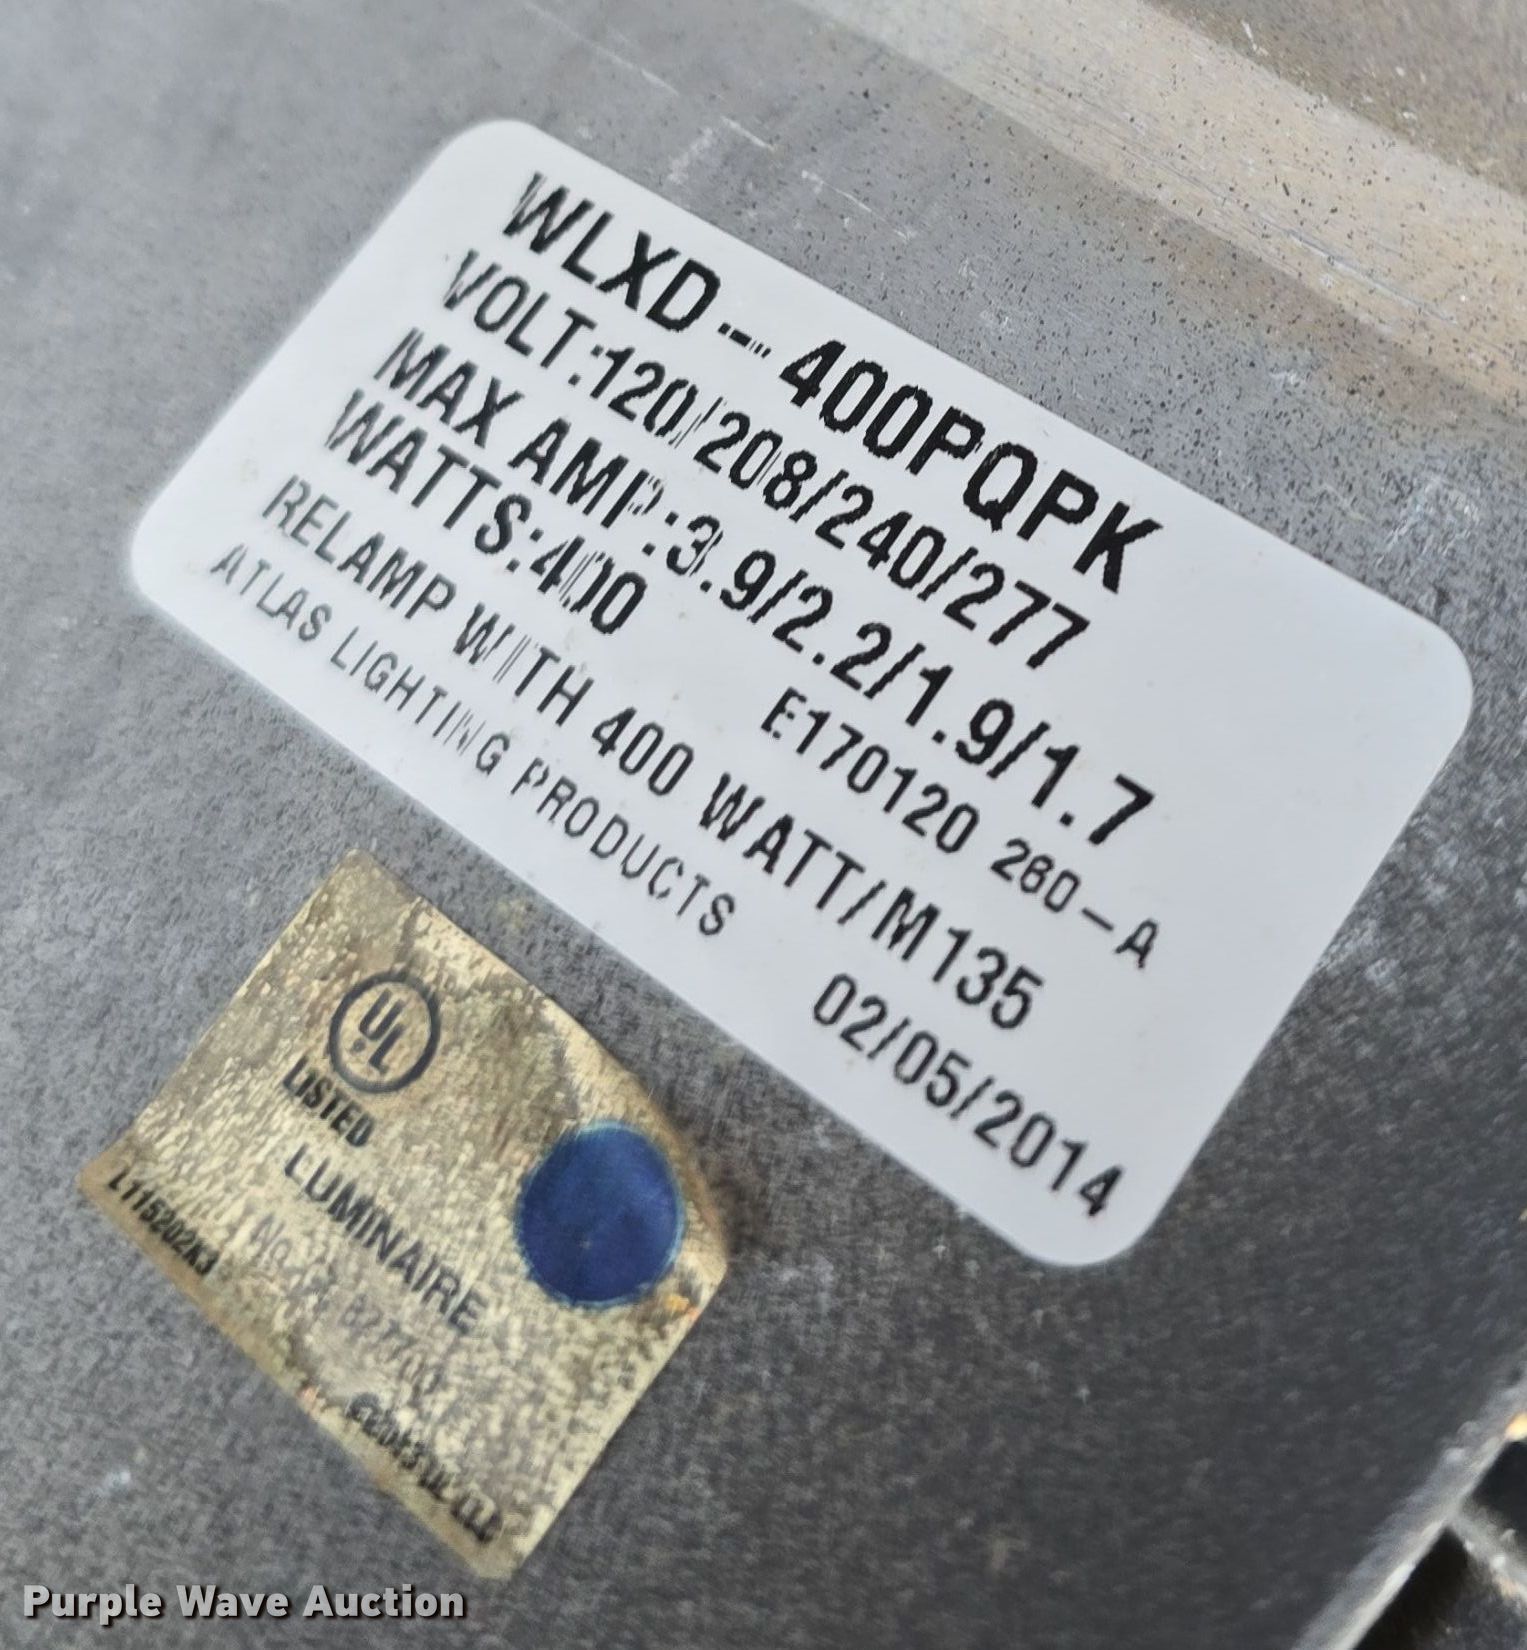 WLXD-400PQPK
VOLT:120/208/240/277
MAX AMP:3.9/2.2/1.9/1.7
WATTS:400 E170120 260-A
RELAMP WITH 400 WATT/M135
ATLAS LIGHTING PRODUCTS 02/05/2014
UL
LISTED
LUMINAIRE
No.
L115202K3
Purple Wave Auction